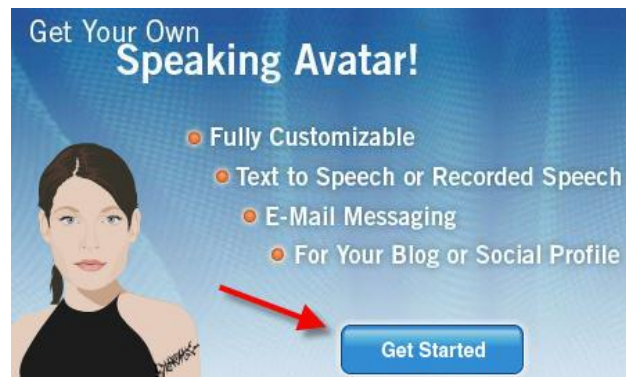 Get Your Own
Speaking Avatar!
Fully Customizable
Text to Speech or Recorded Speech
E-Mail Messaging
For Your Blog or Social Profile
Get Started